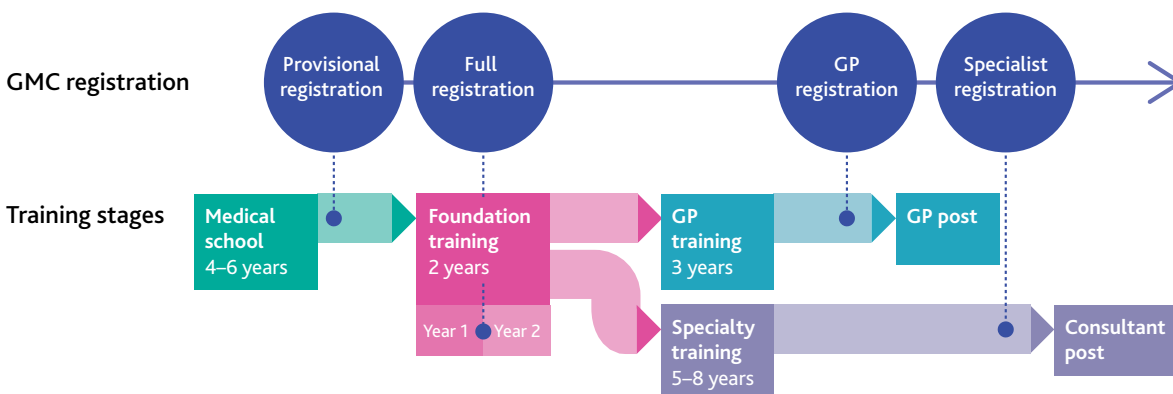 GMC registration
Provisional
registration
Full
registration
GP
registration
Specialist
registration
Training stages
Medical
school
4–6 years
Foundation
training
2 years
Year 1
Year 2
GP
training
3 years
GP post
Specialty
training
5–8 years
Consultant
post